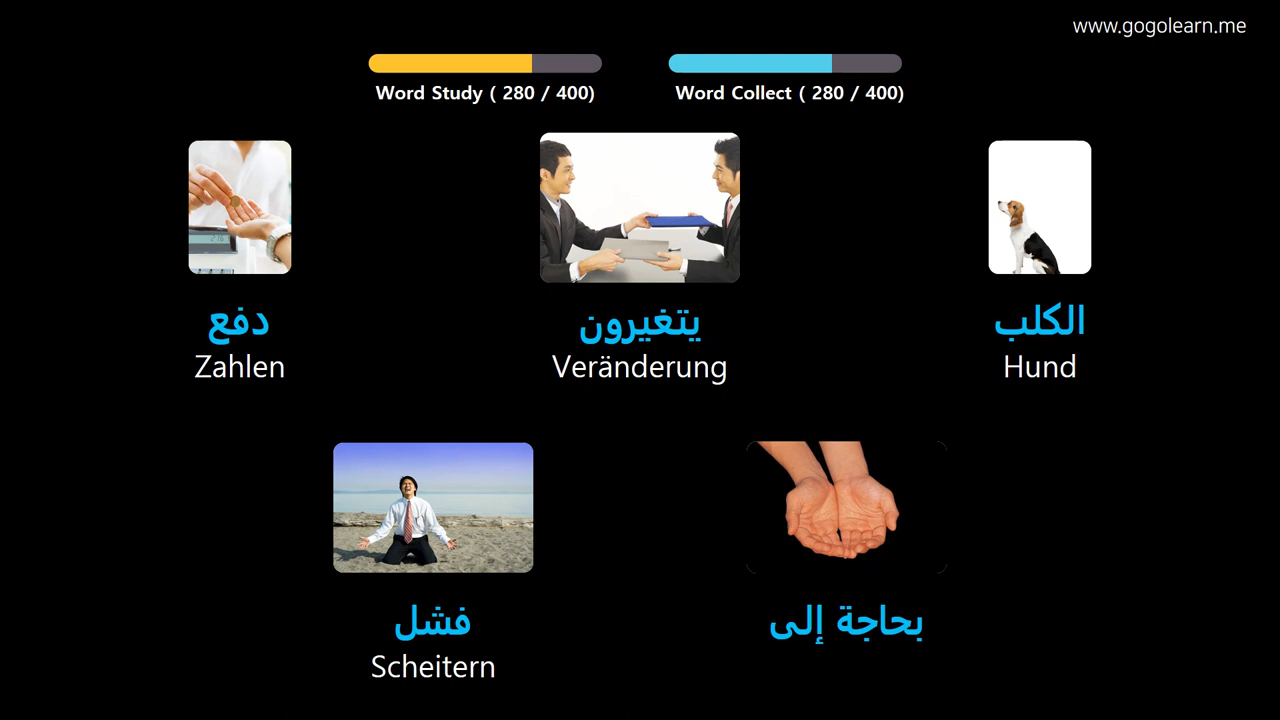 www.gogolearn.me
Word Study ( 280 / 400)
Word Collect ( 280 / 400)
دفع
Zahlen
يتغيرون
Veränderung
الكلب
Hund
فشل
Scheitern
بحاجة إلى